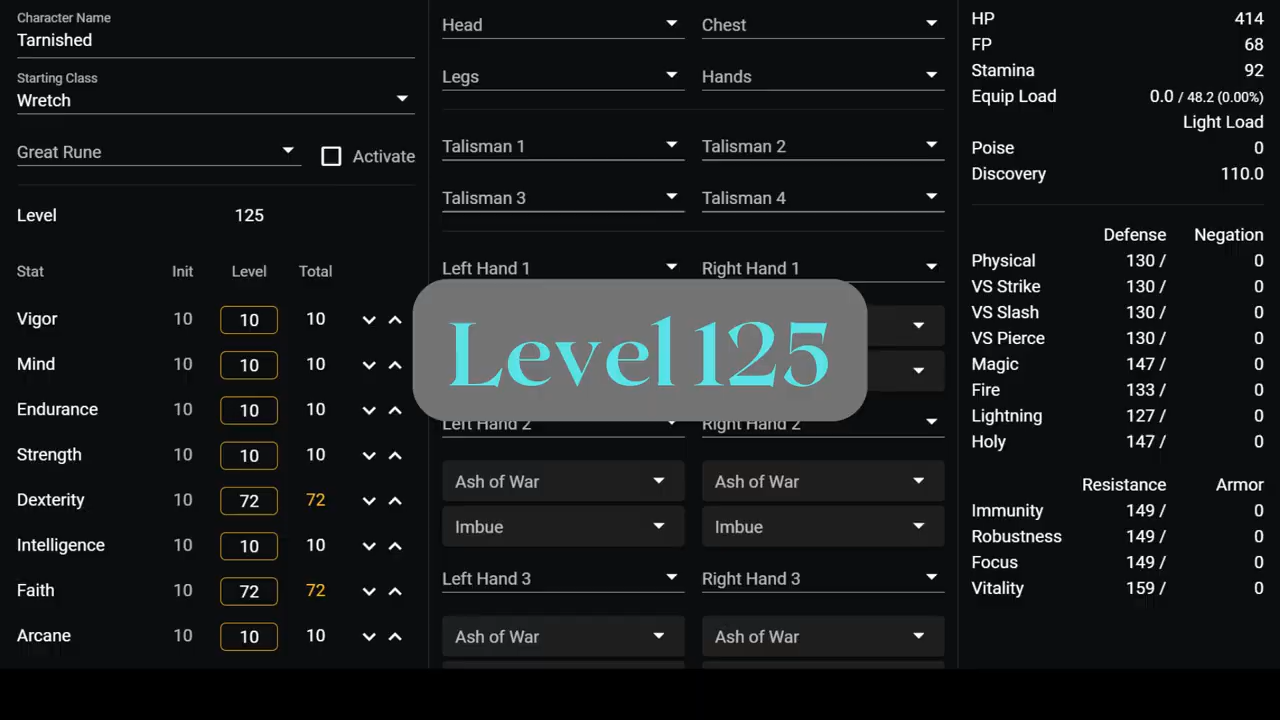 Character Name
Tarnished
Starting Class
Wretch
Great Rune
Activate
Level 125
Stat Init Level Total
Vigor 10 10 10
Mind 10 10 10
Endurance 10 10 10
Strength 10 10 10
Dexterity 10 72 72
Intelligence 10 10 10
Faith 10 72 72
Arcane 10 10 10
Head Chest
Legs Hands
Talisman 1 Talisman 2
Talisman 3 Talisman 4
Left Hand 1 Right Hand 1
Level 125
Left Hand 2 Right Hand 2
Ash of War Ash of War
Imbue Imbue
Left Hand 3 Right Hand 3
Ash of War Ash of War
HP 414
FP 68
Stamina 92
Equip Load 0.0 / 48.2 (0.00%)
Light Load
Poise 0
Discovery 110.0
Defense Negation
Physical 130 / 0
VS Strike 130 / 0
VS Slash 130 / 0
VS Pierce 130 / 0
Magic 147 / 0
Fire 133 / 0
Lightning 127 / 0
Holy 147 / 0
Resistance Armor
Immunity 149 / 0
Robustness 149 / 0
Focus 149 / 0
Vitality 159 / 0